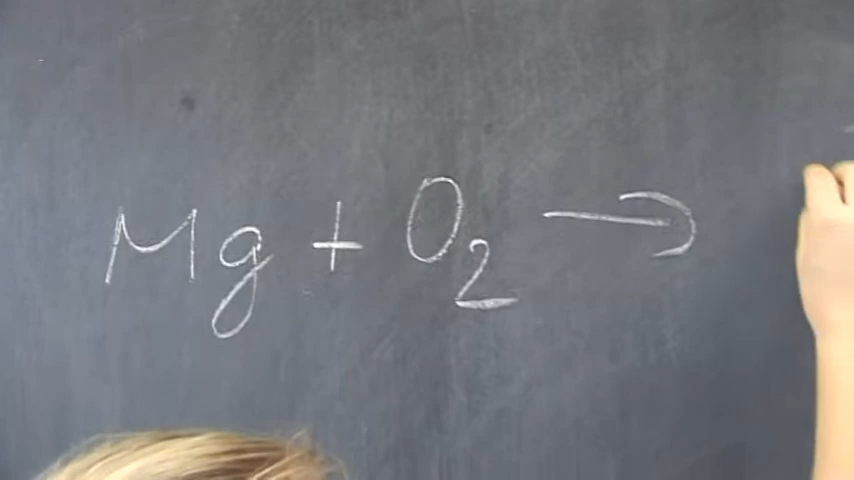 Mg + O₂ →